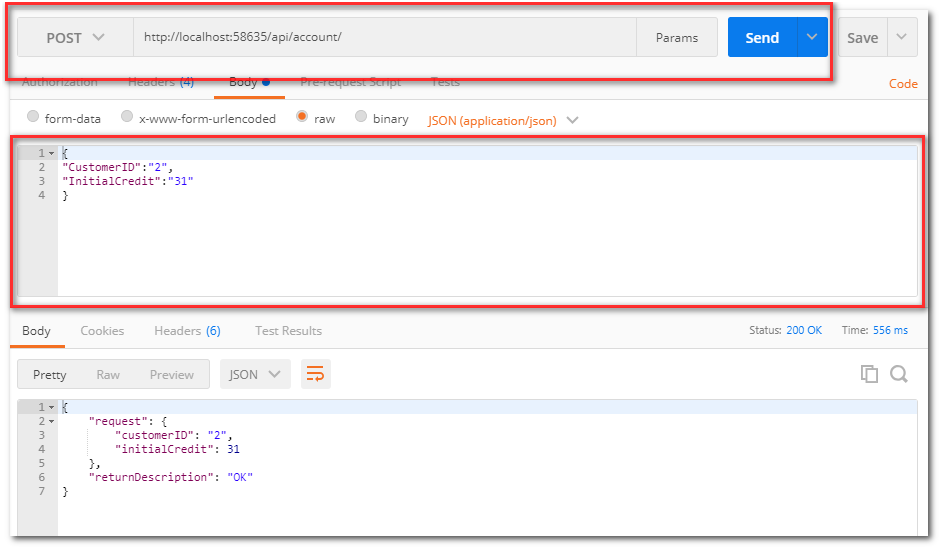 POST http://localhost:58635/api/account/ Params Send Save
Authorization Headers (4) Body Pre-request Script Tests Code
form-data x-www-form-urlencoded raw binary JSON (application/json)
1 {
2 "CustomerID":"2",
3 "InitialCredit":"31"
4 }
Body Cookies Headers (6) Test Results Status: 200 OK Time: 556 ms
Pretty Raw Preview JSON
1 {
2 "request": {
3 "customerID": "2",
4 "initialCredit": 31
5 },
6 "returnDescription": "OK"
7 }